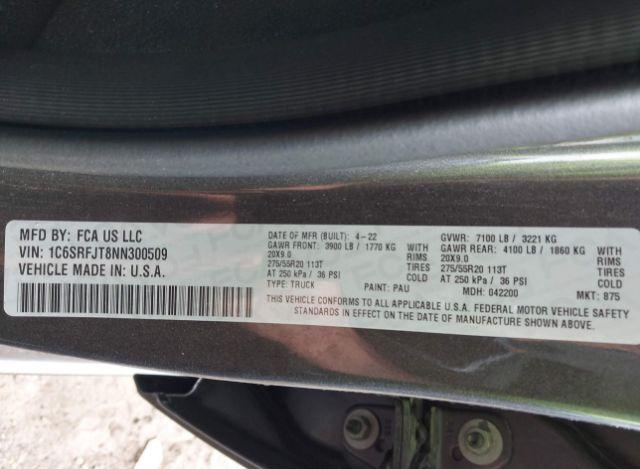 MFD BY: FCA US LLC
VIN: 1C6SRFJT8NN300509
VEHICLE MADE IN U.S.A.
DATE OF MFR (BUILT): 4-22
GAWR FRONT: 3900 LB / 1770 KG WITH
20X9.0 RIMS
275/55R20 113T TIRES
AT 250 kPa / 36 PSI COLD
TYPE: TRUCK PAINT: PAU
GVWR: 7100 LB / 3221 KG
GAWR REAR: 4100 LB / 1860 KG WITH
20X9.0 RIMS
275/55R20 113T TIRES
AT 250 kPa / 36 PSI COLD
MDH: 042200 MKT: 875
THIS VEHICLE CONFORMS TO ALL APPLICABLE U.S.A. FEDERAL MOTOR VEHICLE SAFETY
STANDARDS IN EFFECT ON THE DATE OF MANUFACTURE SHOWN ABOVE.